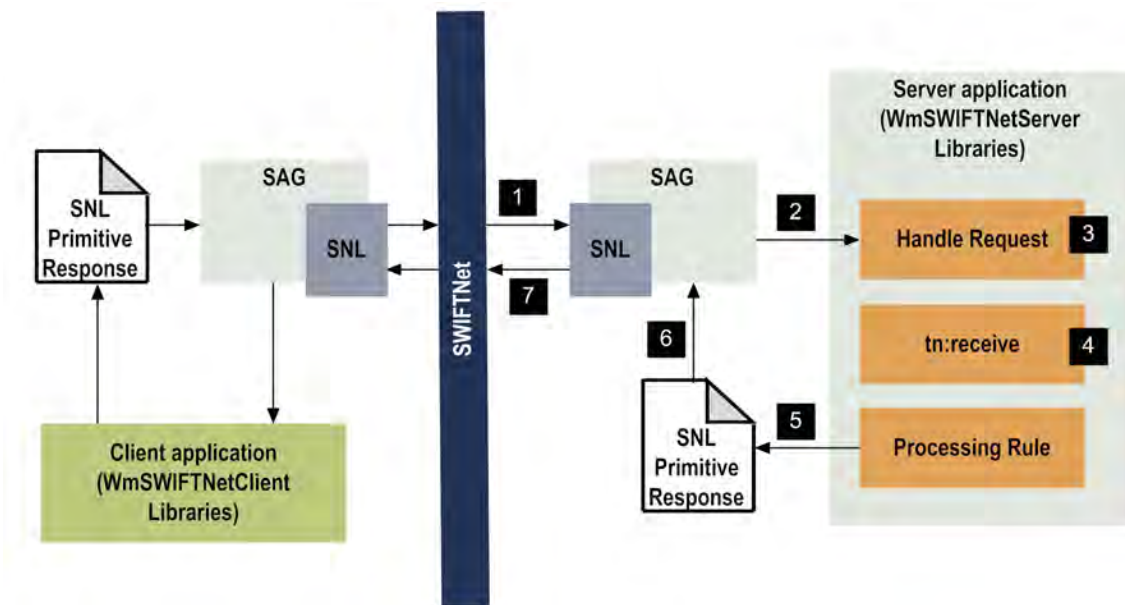 Server application
(WmSWIFTNetServer
Libraries)
SAG
SAG
SNL
Primitive
Response
SNL
SNL
1
2
Handle Request
3
7
SWIFTNet
6
tn:receive
4
5
SNL
Primitive
Response
Processing Rule
Client application
(WmSWIFTNetClient
Libraries)